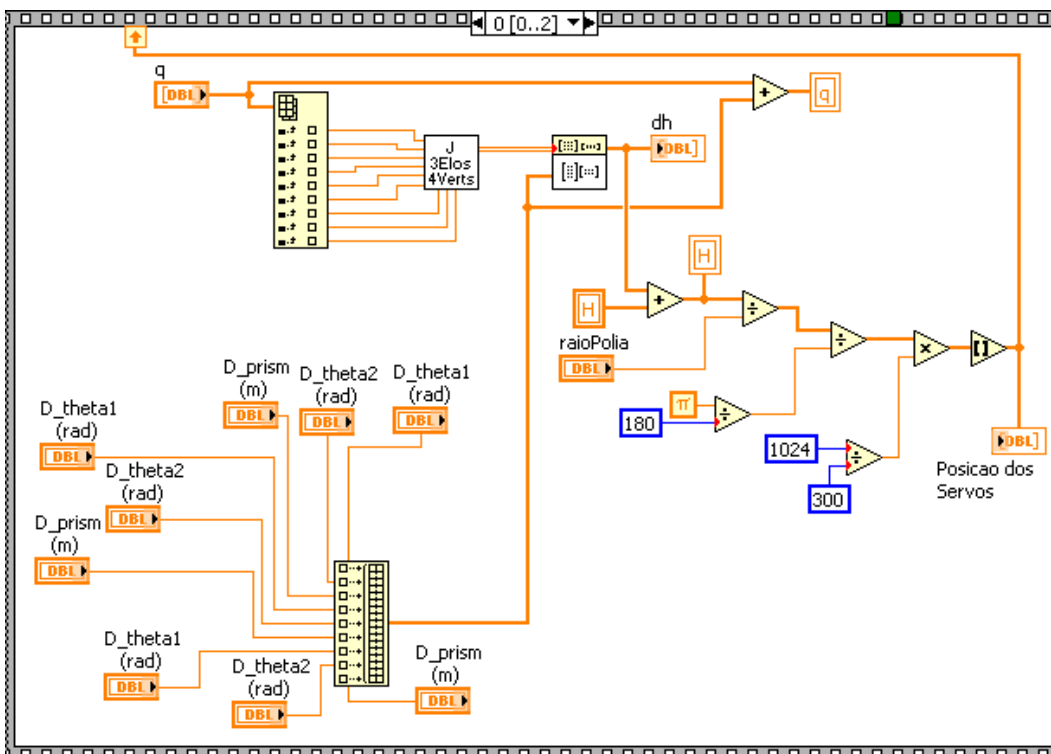 0 [0..2]
q
[DBL]
J
3Elos
4Verts
dh
DBL]
q
H
H
raioPolia
DBL
π
180
1024
300
DBL]
Posicao dos
Servos
D_prism
(m)
DBL
D_theta2
(rad)
DBL
D_theta1
(rad)
DBL
D_theta1
(rad)
DBL
D_theta2
(rad)
DBL
D_prism
(m)
DBL
D_theta1
(rad)
DBL
D_theta2
(rad)
DBL
D_prism
(m)
DBL